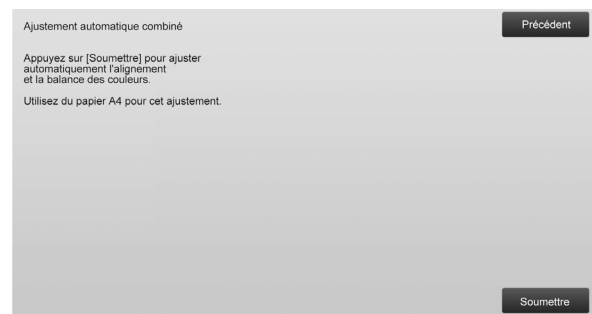 Ajustement automatique combiné
Précédent
Appuyez sur [Soumettre] pour ajuster
automatiquement l'alignement
et la balance des couleurs.
Utilisez du papier A4 pour cet ajustement.
Soumettre